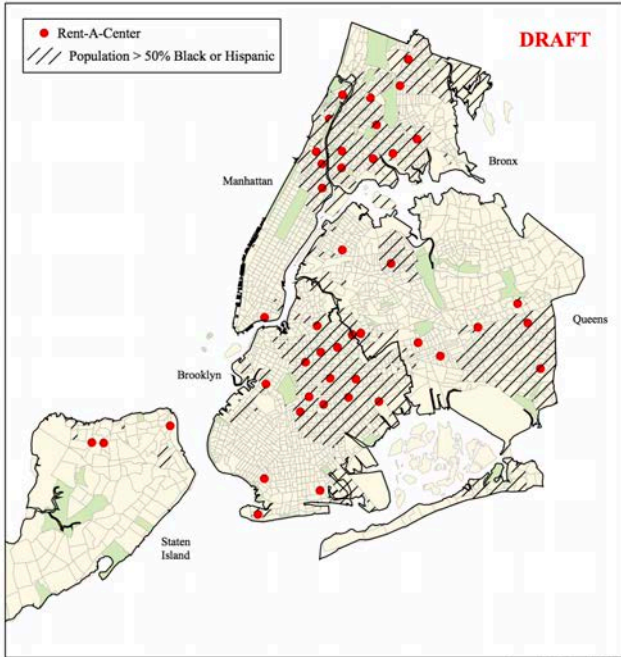 Rent-A-Center
Population > 50% Black or Hispanic
DRAFT
Bronx
Manhattan
Queens
Brooklyn
Staten
Island